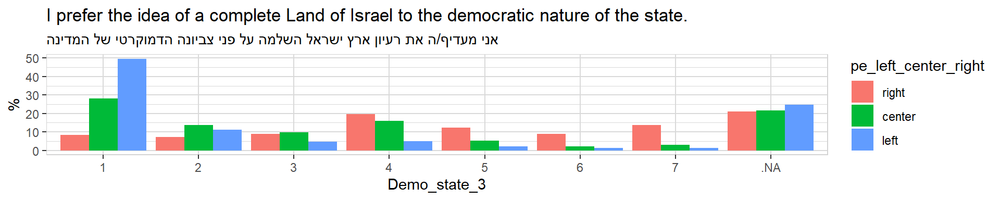 I prefer the idea of a complete Land of Israel to the democratic nature of the state.
אני מעדיף/ה את רעיון ארץ ישראל השלמה על פני צביונה הדמוקרטי של המדינה
50
40
30
20
10
0
%
1 2 3 4 5 6 7 .NA
Demo_state_3
pe_left_center_right
right
center
left